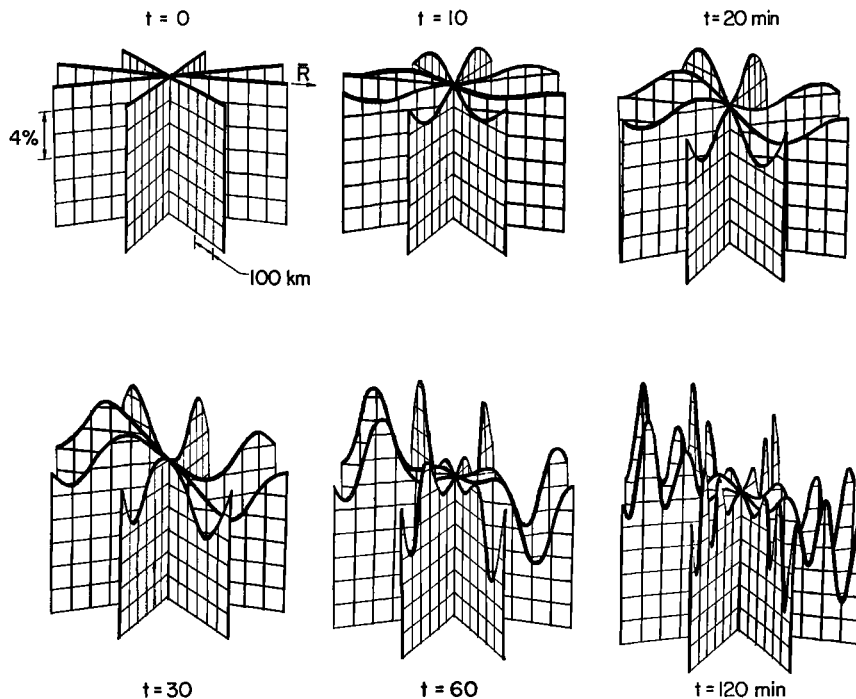 t = 0
t = 10
t = 20 min
R̄
4%
100 km
t = 30
t = 60
t = 120 min